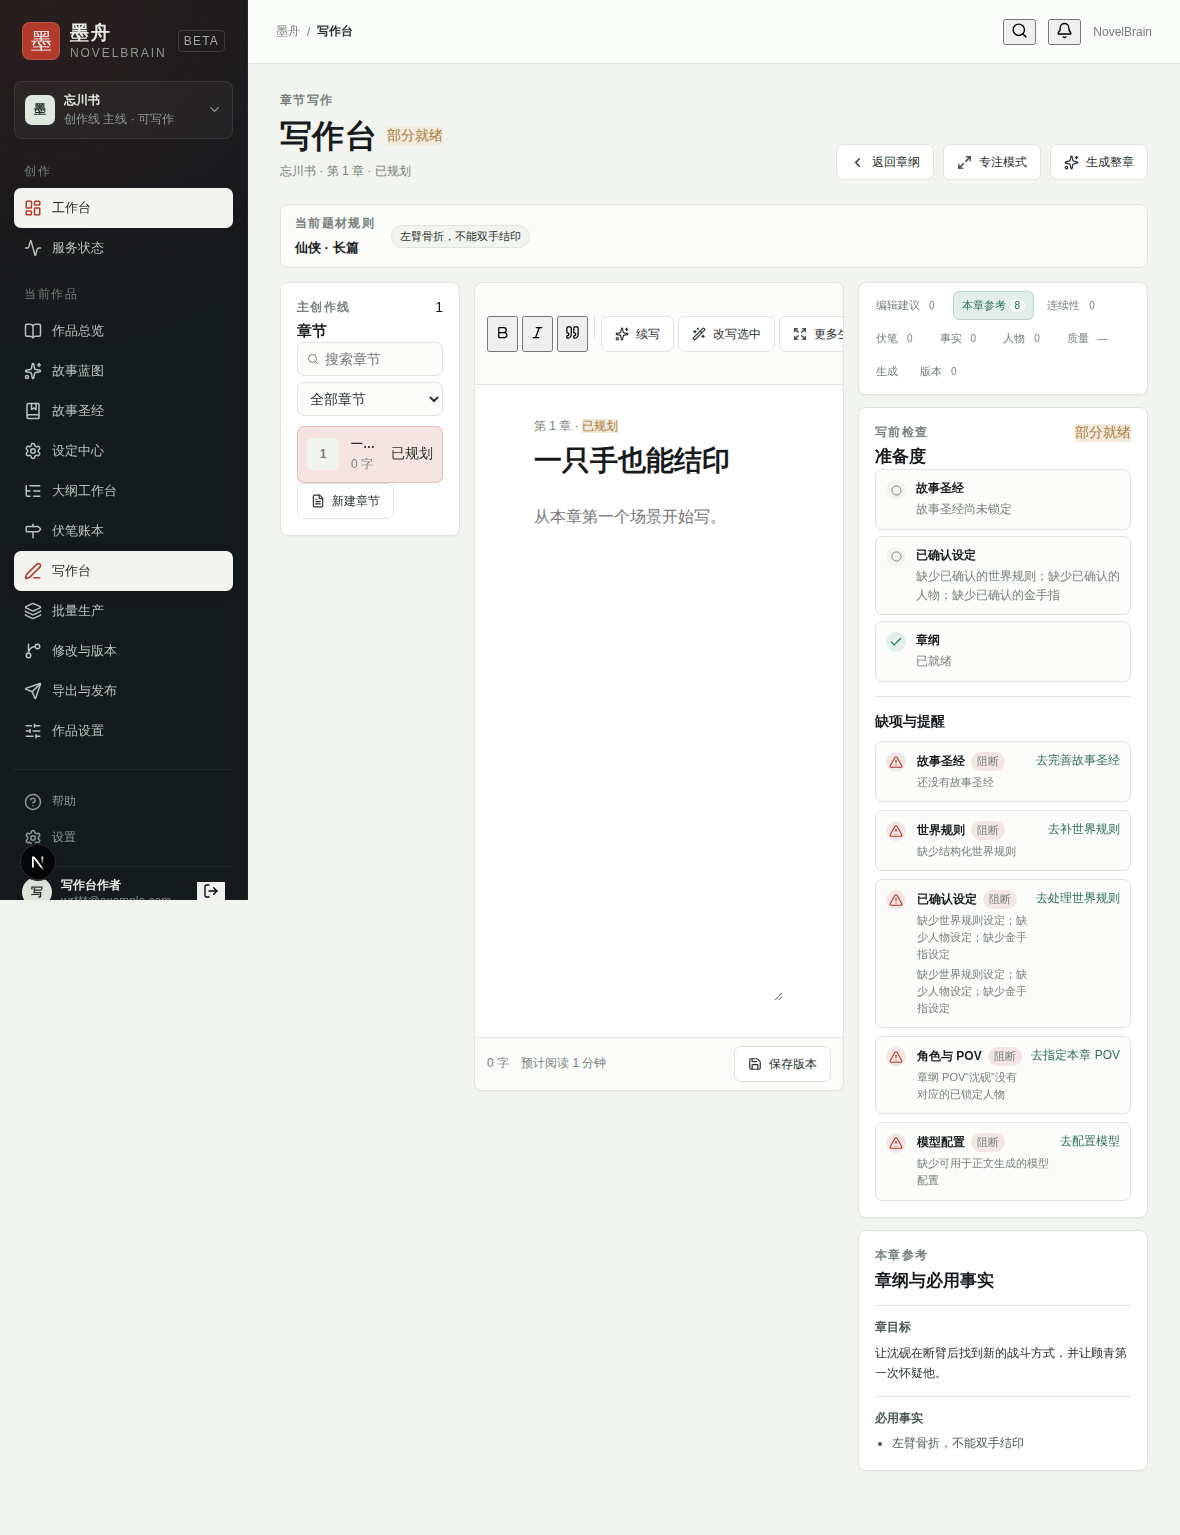 墨
墨舟
NOVELBRAIN
BETA
墨
忘川书
创作线 主线 · 可写作
创作
工作台
服务状态
当前作品
作品总览
故事蓝图
故事圣经
设定中心
大纲工作台
伏笔账本
写作台
批量生产
修改与版本
导出与发布
作品设置
帮助
设置
N
写
写作台作者
墨舟 / 写作台
NovelBrain
章节写作
写作台 部分就绪
忘川书 · 第 1 章 · 已规划
返回章纲
专注模式
生成整章
当前题材规则
仙侠 · 长篇
左臂骨折，不能双手结印
主创作线 1
章节
搜索章节
全部章节
1 一… 已规划
0 字
新建章节
B I
续写
改写选中
更多
第 1 章 · 已规划
一只手也能结印
从本章第一个场景开始写。
0 字 预计阅读 1 分钟
保存版本
编辑建议 0 本章参考 8 连续性 0
伏笔 0 事实 0 人物 0 质量 —
生成 版本 0
写前检查 部分就绪
准备度
故事圣经
故事圣经尚未锁定
已确认设定
缺少已确认的世界规则；缺少已确认的
人物；缺少已确认的金手指
章纲
已就绪
缺项与提醒
故事圣经 阻断 去完善故事圣经
还没有故事圣经
世界规则 阻断 去补世界规则
缺少结构化世界规则
已确认设定 阻断 去处理世界规则
缺少世界规则设定；缺
少人物设定；缺少金手
指设定
缺少世界规则设定；缺
少人物设定；缺少金手
指设定
角色与 POV 阻断 去指定本章 POV
章纲 POV"沈砚"没有
对应的已锁定人物
模型配置 阻断 去配置模型
缺少可用于正文生成的模型
配置
本章参考
章纲与必用事实
章目标
让沈砚在断臂后找到新的战斗方式，并让顾青第
一次怀疑他。
必用事实
左臂骨折，不能双手结印